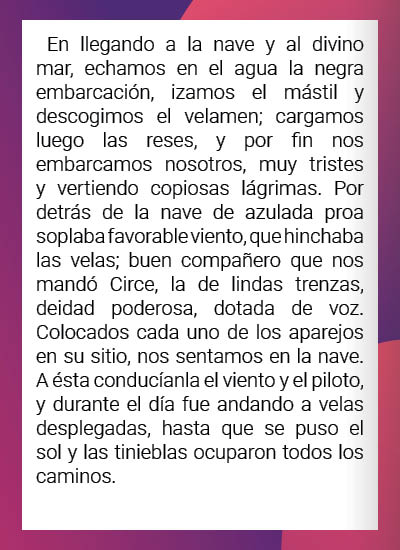 En llegando a la nave y al divino
mar, echamos en el agua la negra
embarcación, izamos el mástil y
descogimos el velamen; cargamos
luego las reses, y por fin nos
embarcamos nosotros, muy tristes
y vertiendo copiosas lágrimas. Por
detrás de la nave de azulada proa
soplaba favorable viento, que hinchaba
las velas; buen compañero que nos
mandó Circe, la de lindas trenzas,
deidad poderosa, dotada de voz.
Colocados cada uno de los aparejos
en su sitio, nos sentamos en la nave.
A ésta conducíanla el viento y el piloto,
y durante el día fue andando a velas
desplegadas, hasta que se puso el
sol y las tinieblas ocuparon todos los
caminos.